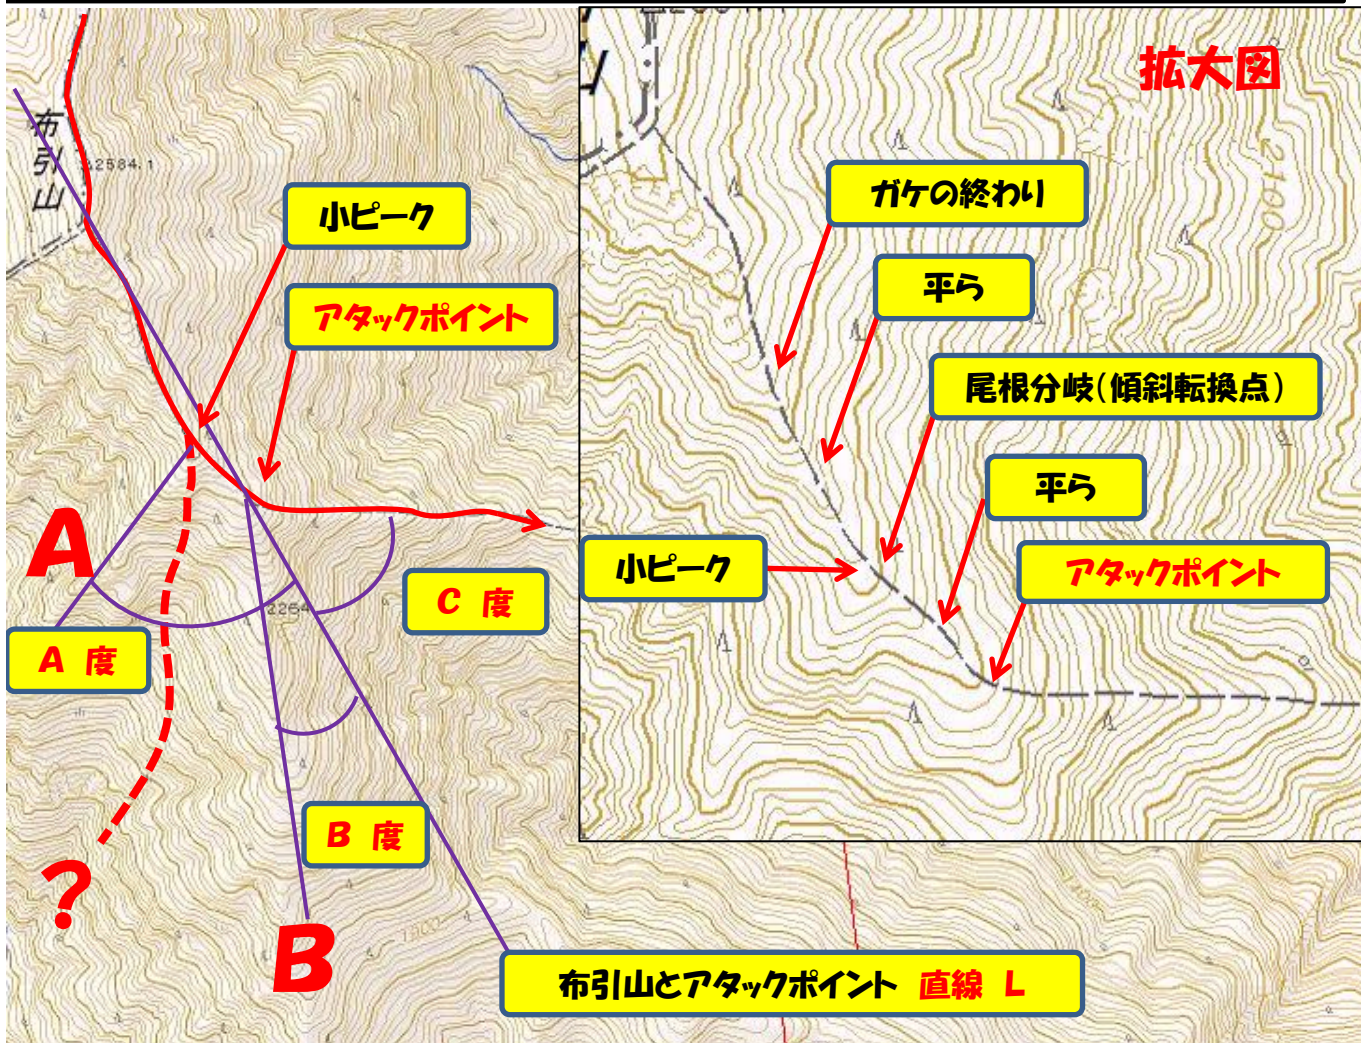 布引山
2584.1
小ピーク
アタックポイント
A
A 度
C 度
2264
B 度
?
B
1900
布引山とアタックポイント 直線 L
拡大図
2100
ガケの終わり
平ら
尾根分岐(傾斜転換点)
平ら
小ピーク
アタックポイント